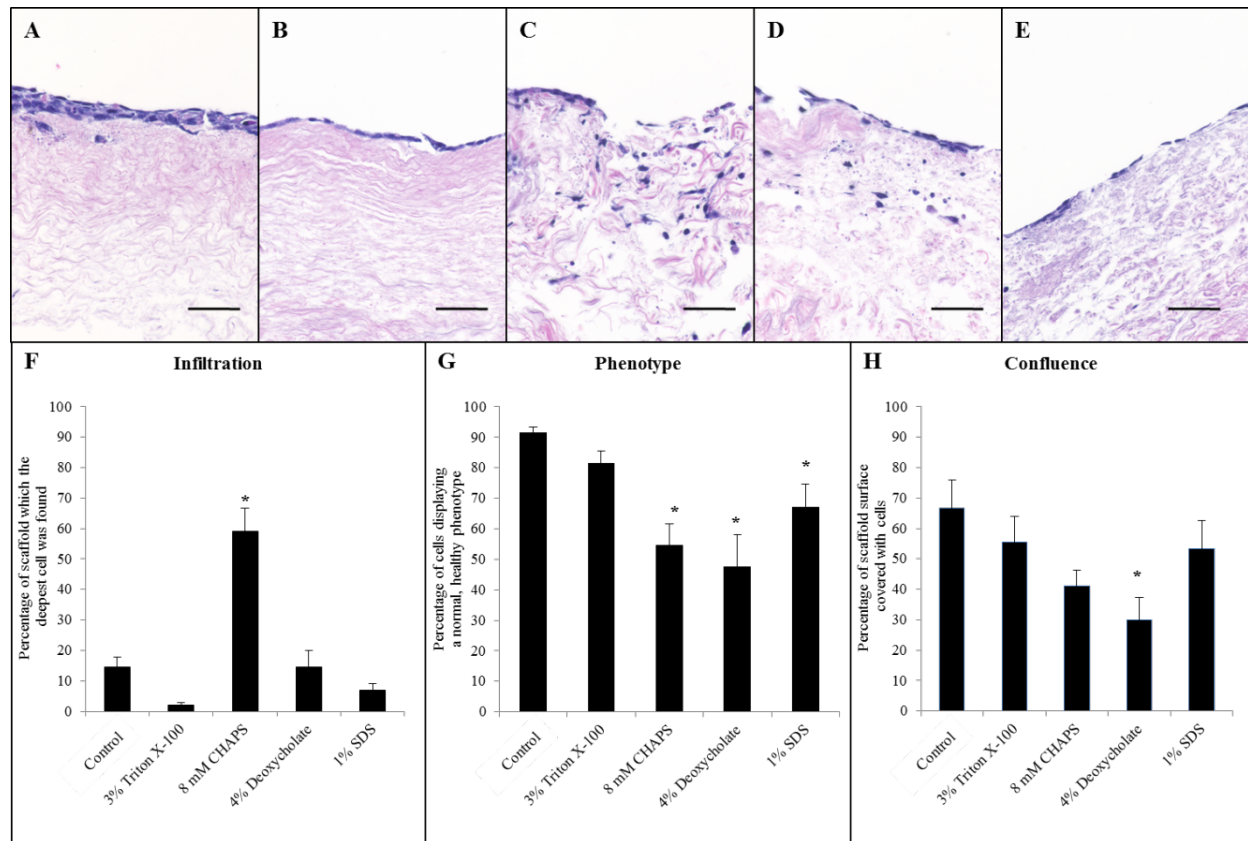 A
B
C
D
E
F
Infiltration
Percentage of scaffold which the
deepest cell was found
100
90
80
70
60
50
40
30
20
10
0
*
Control
3% Triton X-100
8 mM CHAPS
4% Deoxycholate
1% SDS
G
Phenotype
Percentage of cells displaying
a normal, healthy phenotype
100
90
80
70
60
50
40
30
20
10
0
*
*
*
Control
3% Triton X-100
8 mM CHAPS
4% Deoxycholate
1% SDS
H
Confluence
Percentage of scaffold surface
covered with cells
100
90
80
70
60
50
40
30
20
10
0
*
Control
3% Triton X-100
8 mM CHAPS
4% Deoxycholate
1% SDS